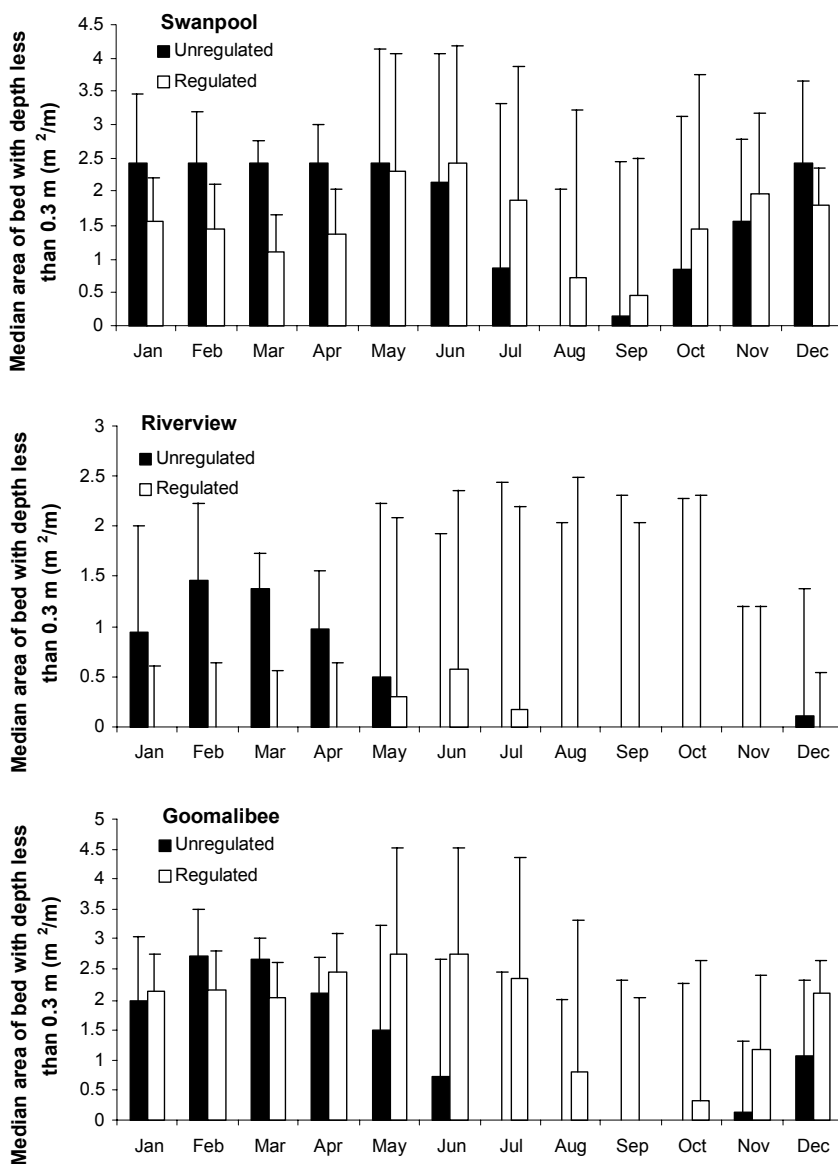 Swanpool
Unregulated
Regulated
Median area of bed with depth less
than 0.3 m (m²/m)
4.5
4
3.5
3
2.5
2
1.5
1
0.5
0
Jan Feb Mar Apr May Jun Jul Aug Sep Oct Nov Dec
Riverview
Unregulated
Regulated
Median area of bed with depth less
than 0.3 m (m²/m)
3
2.5
2
1.5
1
0.5
0
Jan Feb Mar Apr May Jun Jul Aug Sep Oct Nov Dec
Goomalibee
Unregulated
Regulated
Median area of bed with depth less
than 0.3 m (m²/m)
5
4.5
4
3.5
3
2.5
2
1.5
1
0.5
0
Jan Feb Mar Apr May Jun Jul Aug Sep Oct Nov Dec